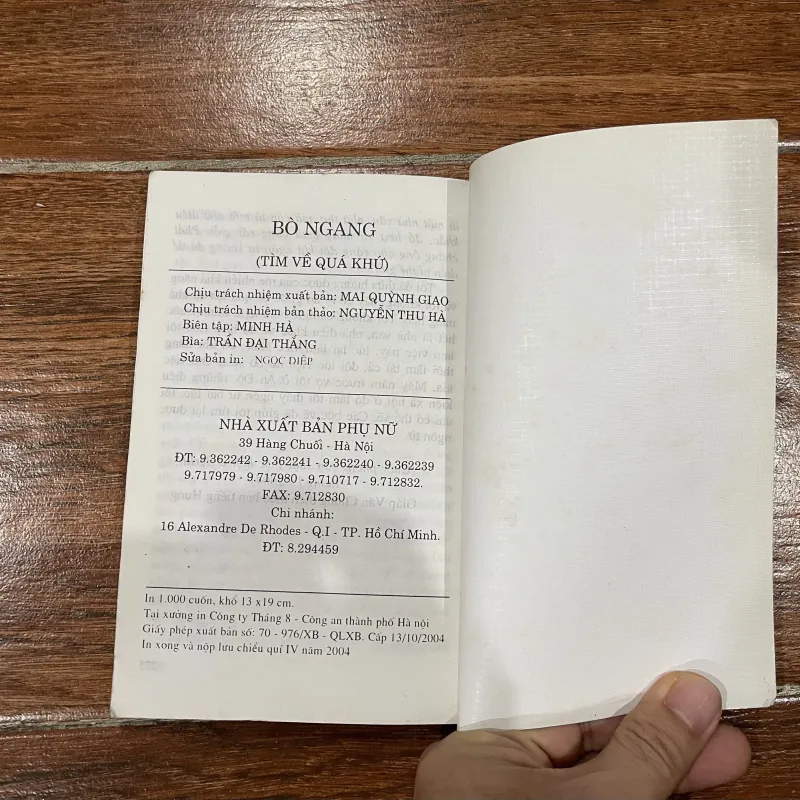 BÒ NGANG
(TÌM VỀ QUÁ KHỨ)
Chịu trách nhiệm xuất bản: MAI QUỲNH GIAO
Chịu trách nhiệm bản thảo: NGUYỄN THU HÀ
Biên tập: MINH HÀ
Bìa: TRẦN ĐẠI THẮNG
Sửa bản in: NGỌC DIỆP
NHÀ XUẤT BẢN PHỤ NỮ
39 Hàng Chuối - Hà Nội
ĐT: 9.362242 - 9.362241 - 9.362240 - 9.362239
9.717979 - 9.717980 - 9.710717 - 9.712832.
FAX: 9.712830
Chi nhánh:
16 Alexandre De Rhodes - Q.I - TP. Hồ Chí Minh.
ĐT: 8.294459
In 1.000 cuốn, khổ 13 x19 cm.
Tại xưởng in Công ty Tháng 8 - Công an thành phố Hà nội
Giấy phép xuất bản số: 70 - 976/XB - QLXB. Cấp 13/10/2004
In xong và nộp lưu chiểu quí IV năm 2004